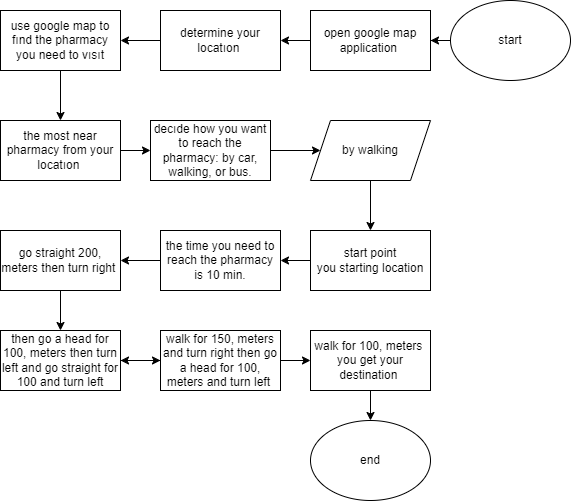 start
open google map
application
determine your
location
use google map to
find the pharmacy
you need to visit
the most near
pharmacy from your
location
decide how you want
to reach the
pharmacy: by car,
walking, or bus.
by walking
start point
you starting location
the time you need to
reach the pharmacy
is 10 min.
go straight 200,
meters then turn right
then go a head for
100, meters then turn
left and go straight for
100 and turn left
walk for 150, meters
and turn right then go
a head for 100,
meters and turn left
walk for 100, meters
you get your
destination
end